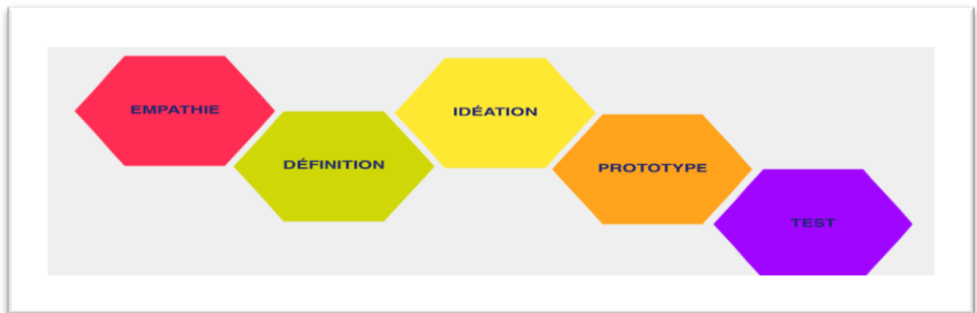 EMPATHIE
DÉFINITION
IDÉATION
PROTOTYPE
TEST